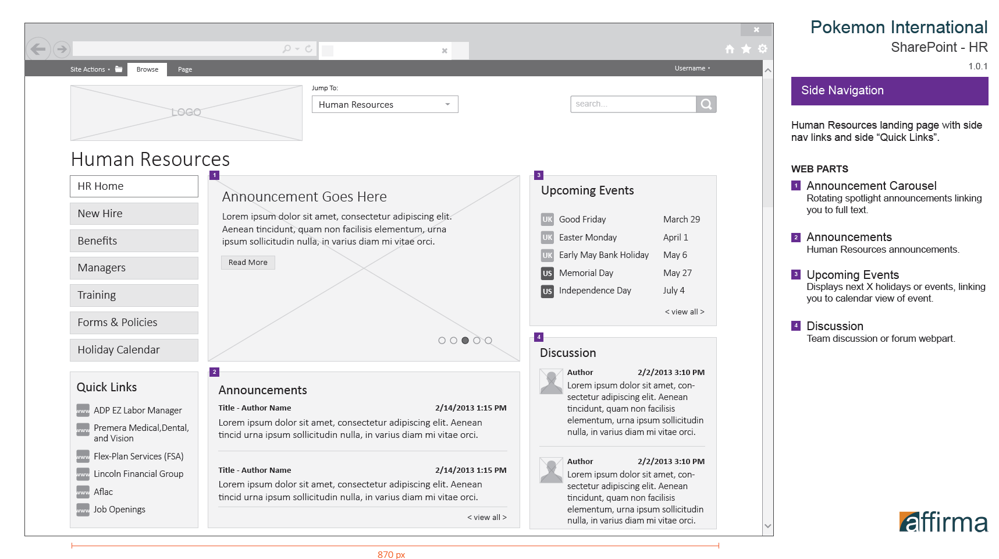 Pokemon International
SharePoint - HR
1.0.1
Side Navigation
Human Resources landing page with side
nav links and side “Quick Links”.
WEB PARTS
1 Announcement Carousel
Rotating spotlight announcements linking
you to full text.
2 Announcements
Human Resources announcements.
3 Upcoming Events
Displays next X holidays or events, linking
you to calendar view of event.
4 Discussion
Team discussion or forum webpart.
affirma
Site Actions
Browse
Page
Username
LOGO
Jump To:
Human Resources
search...
Human Resources
HR Home
New Hire
Benefits
Managers
Training
Forms & Policies
Holiday Calendar
Quick Links
www ADP EZ Labor Manager
www Premera Medical,Dental,
and Vision
www Flex-Plan Services (FSA)
www Lincoln Financial Group
www Aflac
www Job Openings
1
Announcement Goes Here
Lorem ipsum dolor sit amet, consectetur adipiscing elit.
Aenean tincidunt, quam non facilisis elementum, urna
ipsum sollicitudin nulla, in varius diam mi vitae orci.
Read More
2
Announcements
Title - Author Name 2/14/2013 1:15 PM
Lorem ipsum dolor sit amet, consectetur adipiscing elit. Aenean
tincid urna ipsum sollicitudin nulla, in varius diam mi vitae orci.
Title - Author Name 2/14/2013 1:15 PM
Lorem ipsum dolor sit amet, consectetur adipiscing elit. Aenean
tincid urna ipsum sollicitudin nulla, in varius diam mi vitae orci.
< view all >
3
Upcoming Events
UK Good Friday March 29
UK Easter Monday April 1
UK Early May Bank Holiday May 6
US Memorial Day May 27
US Independence Day July 4
< view all >
4
Discussion
Author 2/2/2013 3:10 PM
Lorem ipsum dolor sit amet, con-
sectetur adipiscing elit. Aenean
tincidunt, quam non facilisis
elementum, urna ipsum sollicitudin
nulla, in varius diam mi vitae orci.
Author 2/2/2013 3:10 PM
Lorem ipsum dolor sit amet, con-
sectetur adipiscing elit. Aenean
tincidunt, quam non facilisis
elementum, urna ipsum sollicitudin
nulla, in varius diam mi vitae orci.
870 px